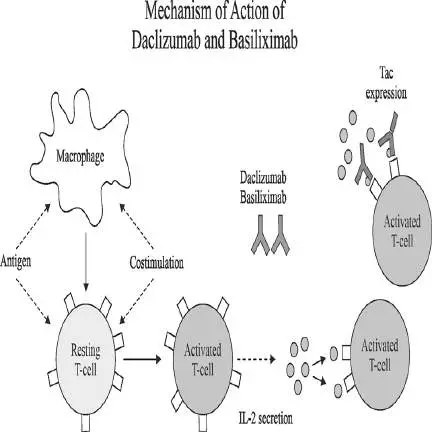 Mechanism of Action of
Daclizumab and Basiliximab
Tac
expression
Macrophage
Daclizumab
Basiliximab
Activated
T-cell
Antigen
Costimulation
Resting
T-cell
Activated
T-cell
Activated
T-cell
IL-2 secretion